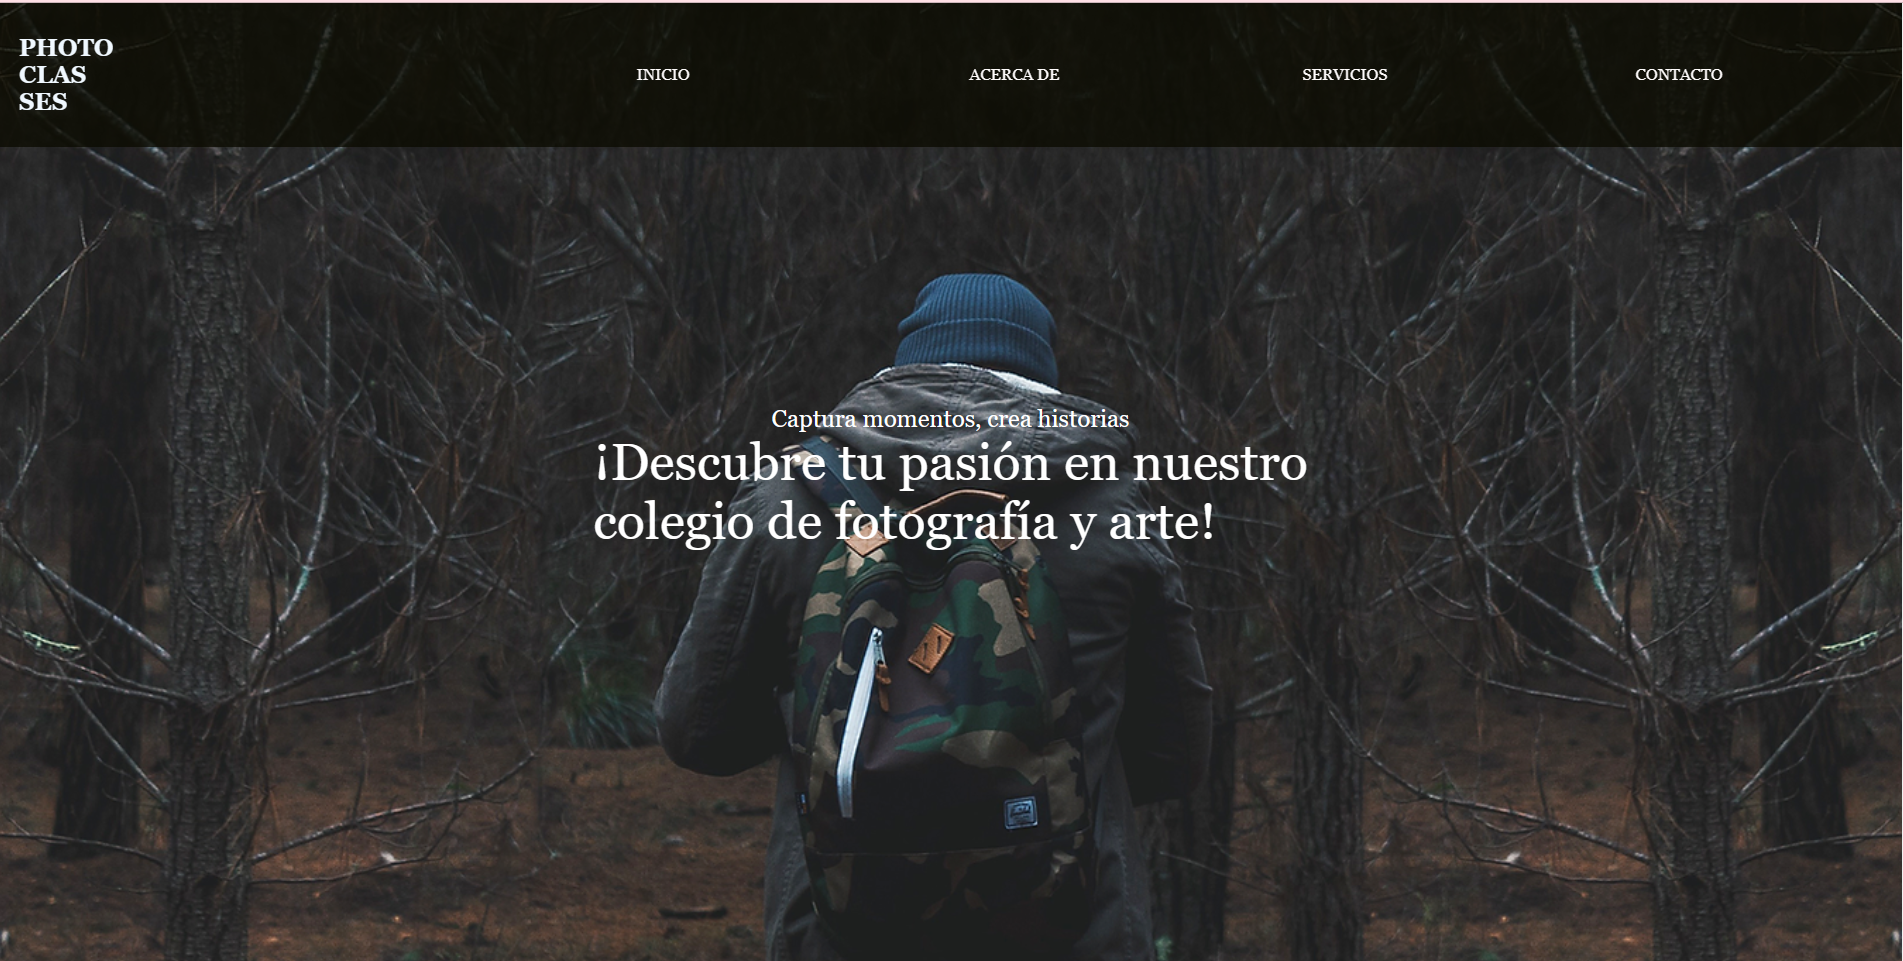 PHOTO
CLAS
SES
INICIO ACERCA DE SERVICIOS CONTACTO
Captura momentos, crea historias
¡Descubre tu pasión en nuestro
colegio de fotografía y arte!